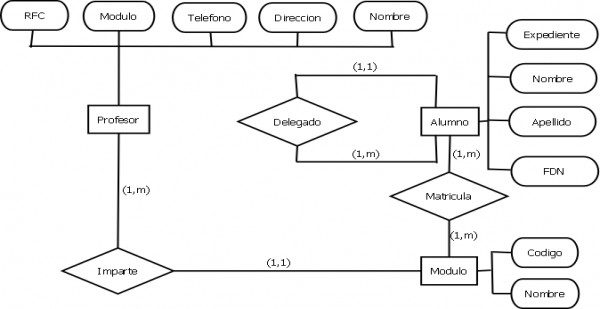 RFC
Modulo
Telefono
Direccion
Nombre
Expediente
(1,1)
Nombre
Profesor
Delegado
Alumno
Apellido
(1,m)
(1,m)
FDN
(1,m)
Matricula
(1,m)
Codigo
(1,1)
Imparte
Modulo
Nombre